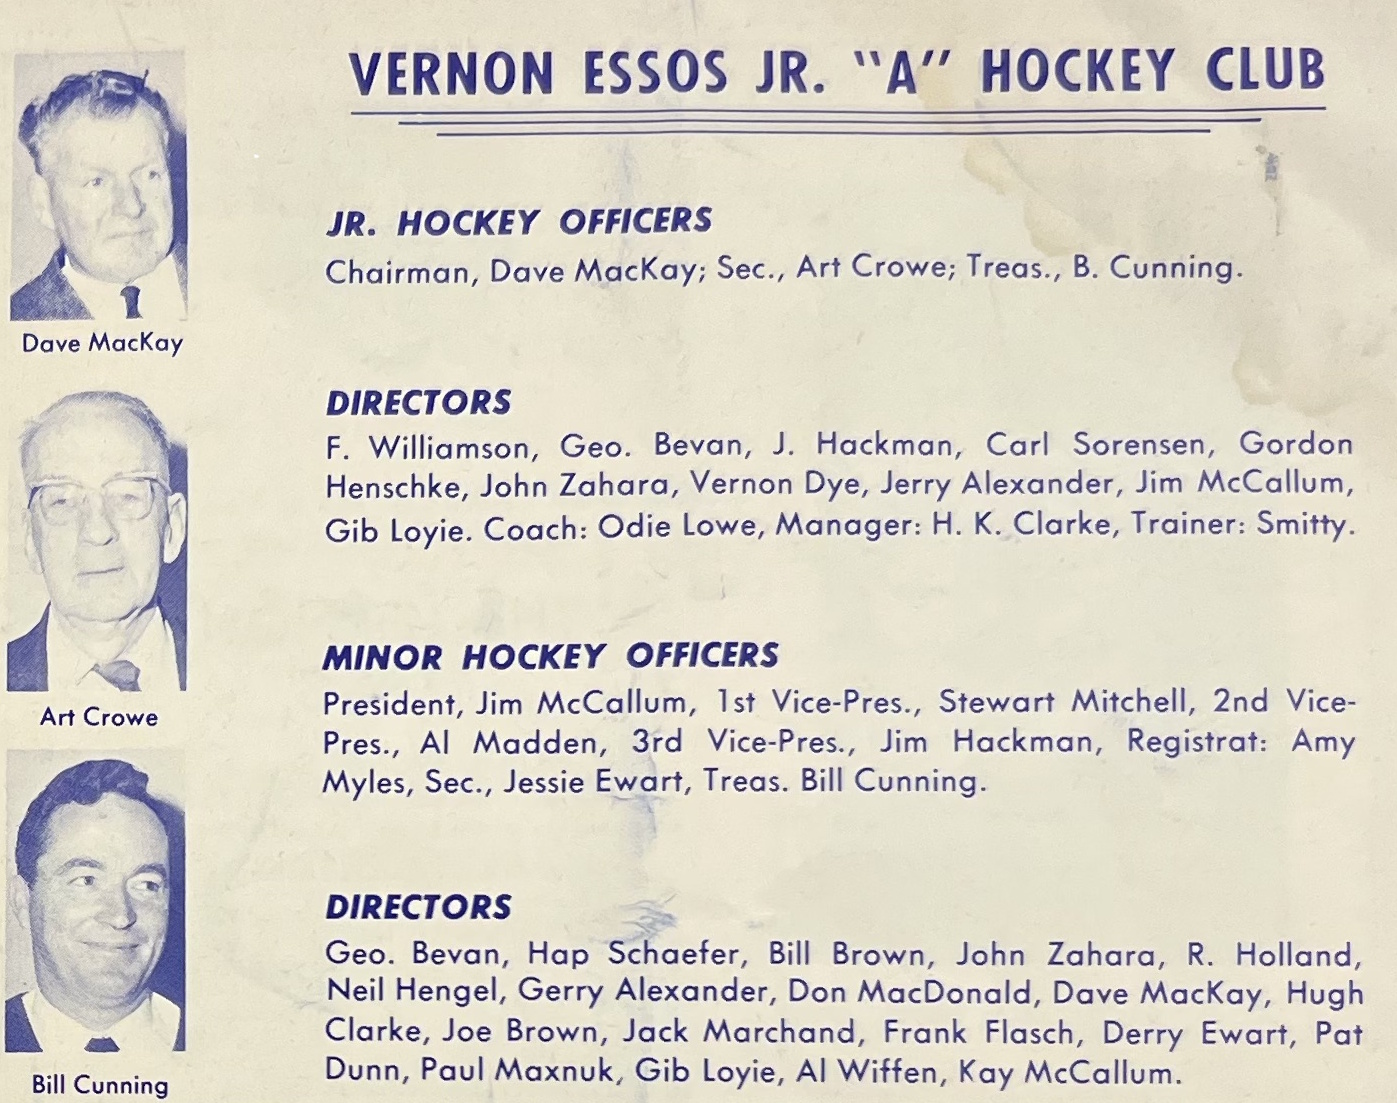 VERNON ESSOS JR. "A" HOCKEY CLUB
JR. HOCKEY OFFICERS
Chairman, Dave MacKay; Sec., Art Crowe; Treas., B. Cunning.
Dave MacKay
DIRECTORS
F. Williamson, Geo. Bevan, J. Hackman, Carl Sorensen, Gordon
Henschke, John Zahara, Vernon Dye, Jerry Alexander, Jim McCallum,
Gib Loyie. Coach: Odie Lowe, Manager: H. K. Clarke, Trainer: Smitty.
Art Crowe
MINOR HOCKEY OFFICERS
President, Jim McCallum, 1st Vice-Pres., Stewart Mitchell, 2nd Vice-
Pres., Al Madden, 3rd Vice-Pres., Jim Hackman, Registrat: Amy
Myles, Sec., Jessie Ewart, Treas. Bill Cunning.
DIRECTORS
Geo. Bevan, Hap Schaefer, Bill Brown, John Zahara, R. Holland,
Neil Hengel, Gerry Alexander, Don MacDonald, Dave MacKay, Hugh
Clarke, Joe Brown, Jack Marchand, Frank Flasch, Derry Ewart, Pat
Dunn, Paul Maxnuk, Gib Loyie, Al Wiffen, Kay McCallum.
Bill Cunning